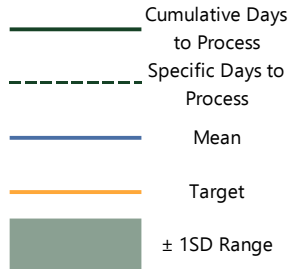 Cumulative Days
to Process
Specific Days to
Process
Mean
Target
± 1SD Range